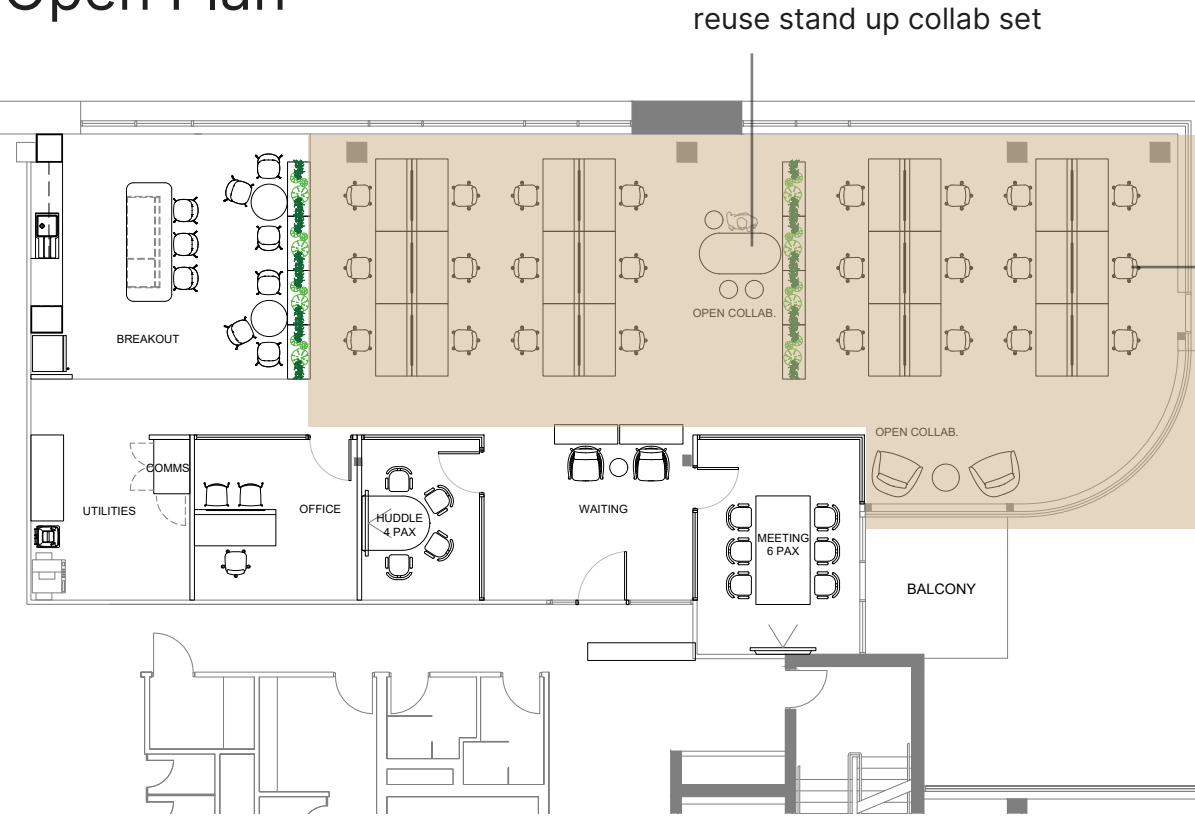 Open Plan
reuse stand up collab set
OPEN COLLAB.
BREAKOUT
OPEN COLLAB.
COMMS
UTILITIES
OFFICE
HUDDLE
4 PAX
WAITING
MEETING
6 PAX
BALCONY